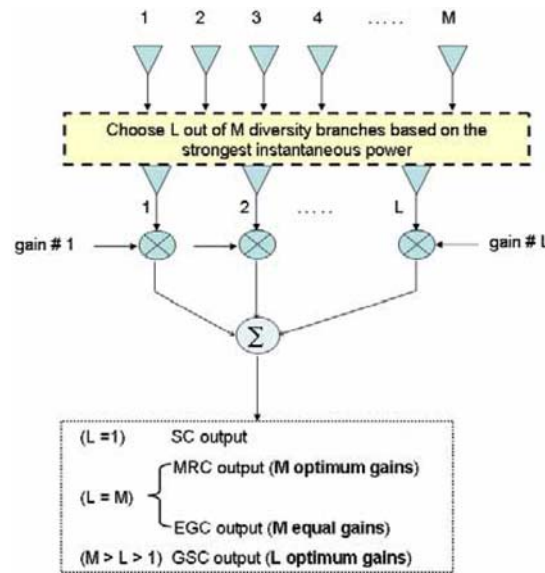 1 2 3 4 ..... M
Choose L out of M diversity branches based on the
strongest instantaneous power
1 2 ..... L
gain # 1 gain # L
Σ
(L =1) SC output
MRC output (M optimum gains)
(L = M)
EGC output (M equal gains)
(M > L > 1) GSC output (L optimum gains)